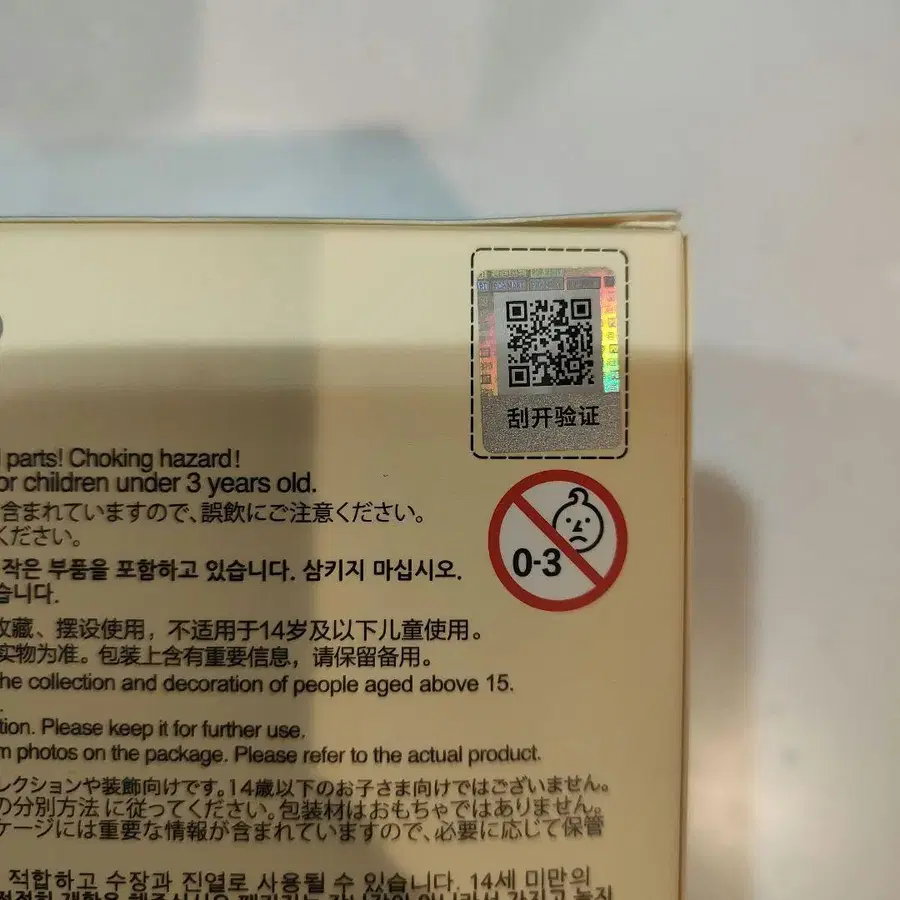 刮开验证
parts! Choking hazard!
or children under 3 years old.
含まれていますので、誤飲にご注意ください。
ください。
0-3
작은 부품을 포함하고 있습니다. 삼키지 마십시오.
습니다.
收藏、摆设使用，不适用于14岁及以下儿童使用。
实物为准。包装上含有重要信息，请保留备用。
he collection and decoration of people aged above 15.
tion. Please keep it for further use.
m photos on the package. Please refer to the actual product.
レクションや装飾向けです。14歳以下のお子さま向けではございません。
の分別方法に従ってください。包装材はおもちゃではありません。
ケージには重要な情報が含まれていますので、必要に応じて保管
적합하고 수장과 진열로 사용될 수 있습니다. 14세 미만의